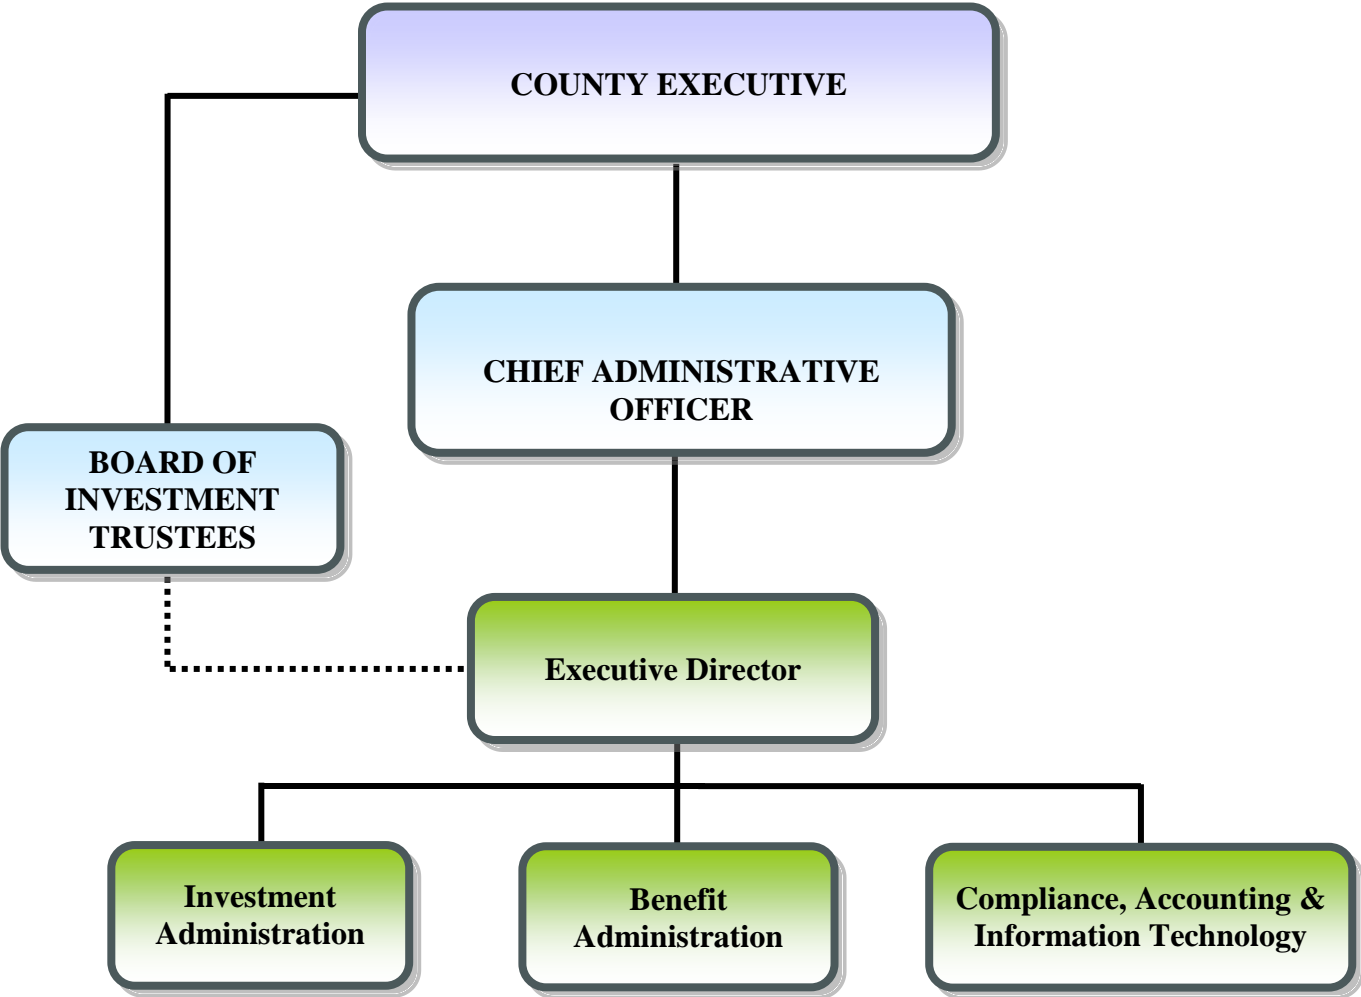 COUNTY EXECUTIVE
CHIEF ADMINISTRATIVE
OFFICER
BOARD OF
INVESTMENT
TRUSTEES
Executive Director
Investment
Administration
Benefit
Administration
Compliance, Accounting &
Information Technology